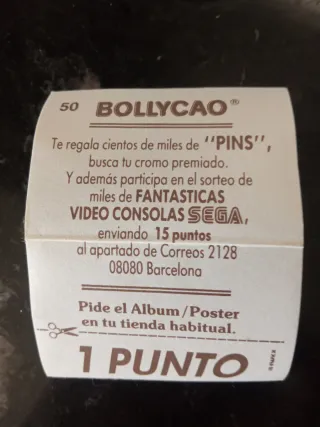 50 BOLLYCAO®
Te regala cientos de miles de "PINS",
busca tu cromo premiado.
Y además participa en el sorteo de
miles de FANTASTICAS
VIDEO CONSOLAS SEGA,
enviando 15 puntos
al apartado de Correos 2128
08080 Barcelona
Pide el Album/Poster
en tu tienda habitual.
1 PUNTO